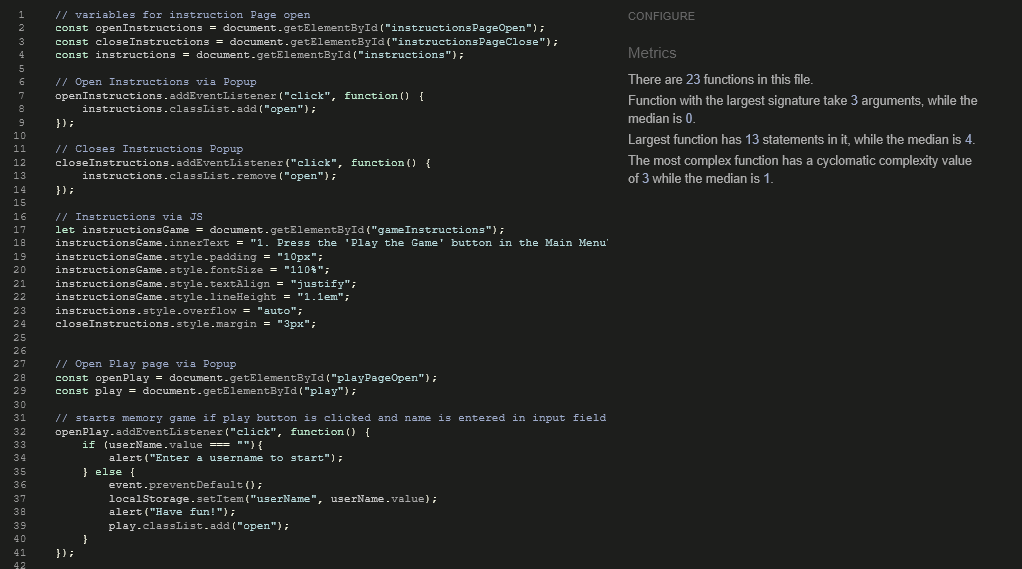 1 // variables for instruction Page open
2 const openInstructions = document.getElementById("instructionsPageOpen");
3 const closeInstructions = document.getElementById("instructionsPageClose");
4 const instructions = document.getElementById("instructions");
5
6 // Open Instructions via Popup
7 openInstructions.addEventListener("click", function() {
8     instructions.classList.add("open");
9 });
10
11 // Closes Instructions Popup
12 closeInstructions.addEventListener("click", function() {
13     instructions.classList.remove("open");
14 });
15
16 // Instructions via JS
17 let instructionsGame = document.getElementById("gameInstructions");
18 instructionsGame.innerText = "1. Press the 'Play the Game' button in the Main Menu'
19 instructionsGame.style.padding = "10px";
20 instructionsGame.style.fontSize = "110%";
21 instructionsGame.style.textAlign = "justify";
22 instructionsGame.style.lineHeight = "1.1em";
23 instructions.style.overflow = "auto";
24 closeInstructions.style.margin = "3px";
25
26
27 // Open Play page via Popup
28 const openPlay = document.getElementById("playPageOpen");
29 const play = document.getElementById("play");
30
31 // starts memory game if play button is clicked and name is entered in input field
32 openPlay.addEventListener("click", function() {
33     if (userName.value === ""){
34         alert("Enter a username to start");
35     } else {
36         event.preventDefault();
37         localStorage.setItem("userName", userName.value);
38         alert("Have fun!");
39         play.classList.add("open");
40     }
41 });
42
CONFIGURE
Metrics
There are 23 functions in this file.
Function with the largest signature take 3 arguments, while the
median is 0.
Largest function has 13 statements in it, while the median is 4.
The most complex function has a cyclomatic complexity value
of 3 while the median is 1.